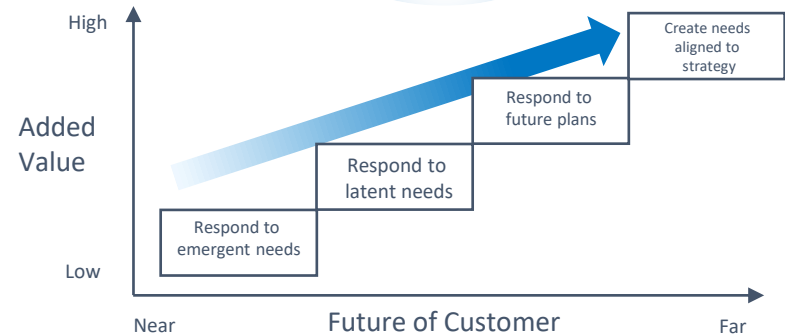 High
Create needs
aligned to
strategy
Respond to
future plans
Added
Value
Respond to
latent needs
Respond to
emergent needs
Low
Near
Future of Customer
Far